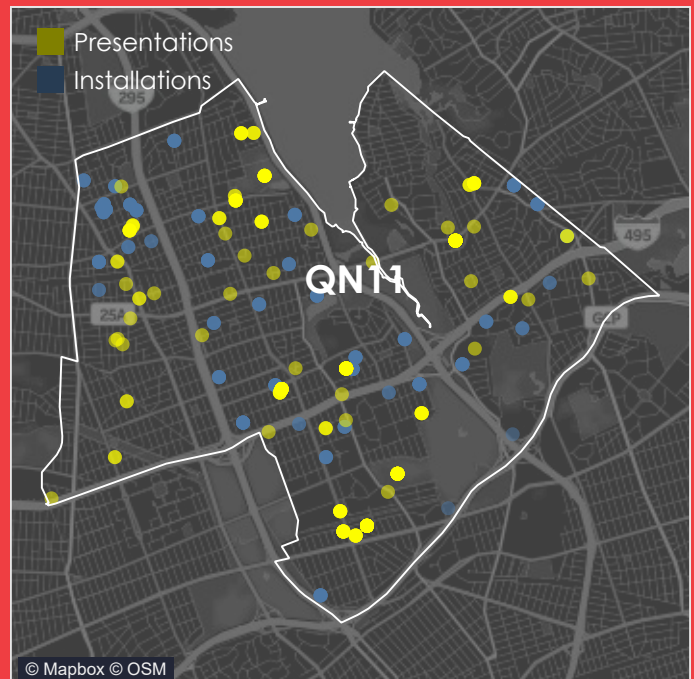 Presentations
Installations
295
495
QN11
25A
GCP
© Mapbox © OSM